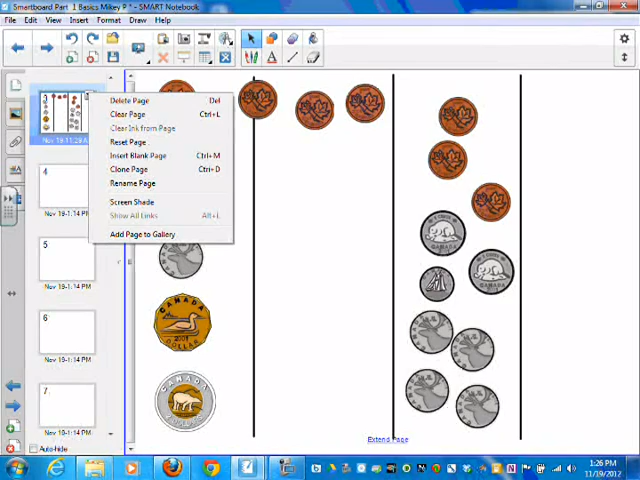 Smartboard Part 1 Basics Mikey P * - SMART Notebook
File Edit View Insert Format Draw Help
3
Delete Page Del
Clear Page Ctrl+L
Clear Ink from Page
Reset Page
Insert Blank Page Ctrl+M
Clone Page Ctrl+D
Rename Page
Screen Shade
Show All Links Alt+L
Add Page to Gallery
Nov 19-11:29 A
4
Nov 19-1:14 PM
5
Nov 19-1:14 PM
6
Nov 19-1:14 PM
7
Nov 19-1:14 PM
CANADA
DOLLAR
5 CENTS
CANADA
Extend Page
Auto-hide
1:26 PM
11/19/2012